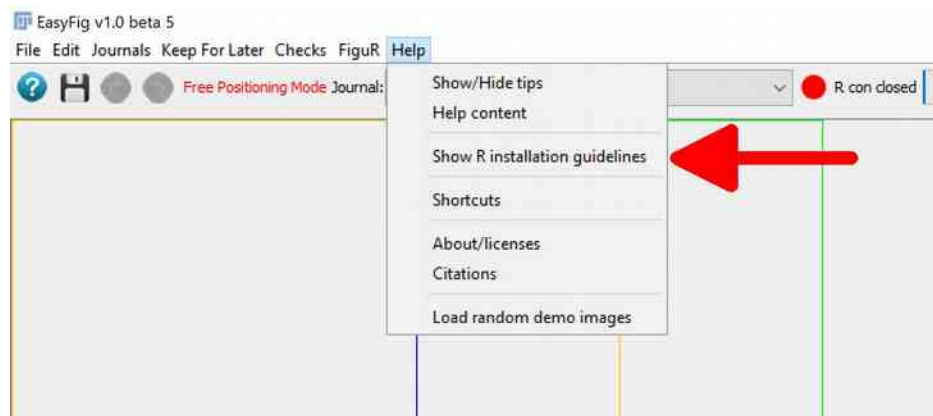 EasyFig v1.0 beta 5
File Edit Journals Keep For Later Checks FiguR Help
Free Positioning Mode Journal: R con closed
Show/Hide tips
Help content
Show R installation guidelines
Shortcuts
About/licenses
Citations
Load random demo images